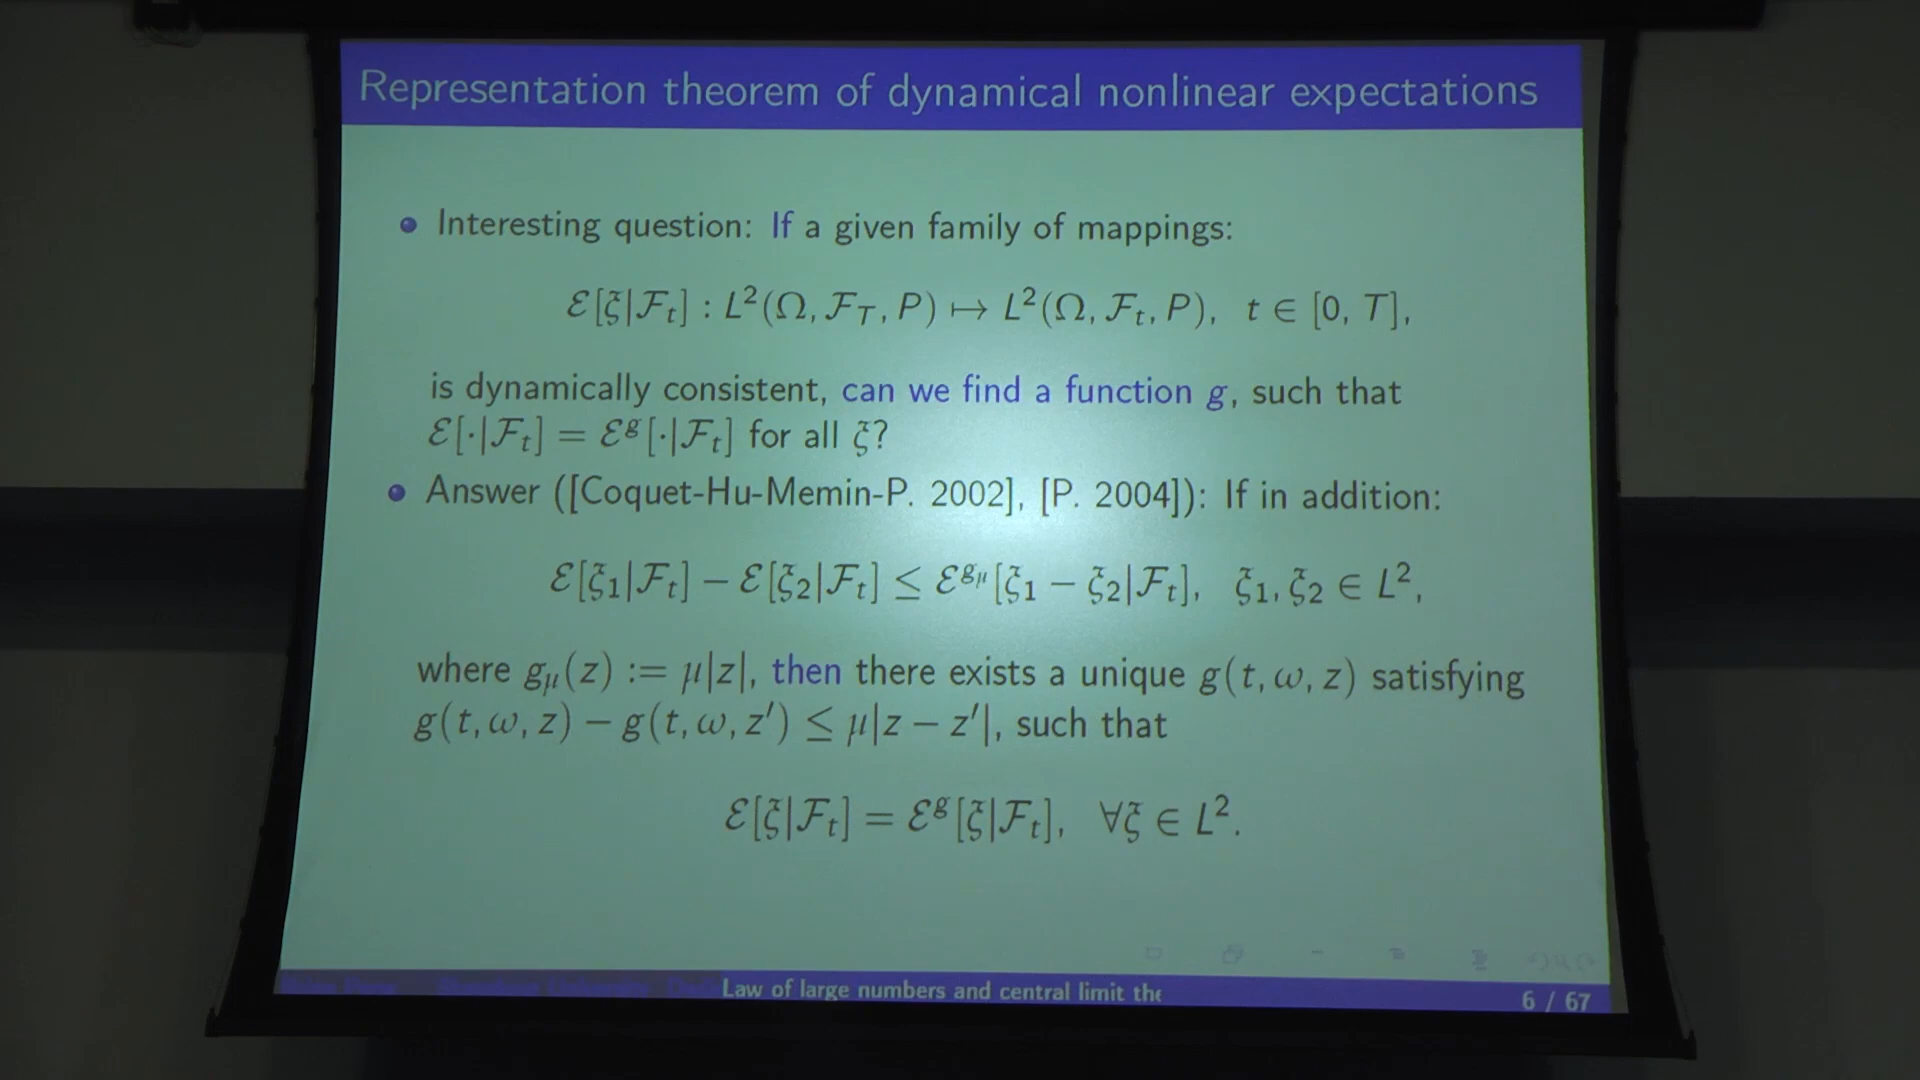 Representation theorem of dynamical nonlinear expectations
Interesting question: If a given family of mappings:
ℰ[ξ|ℱ_t] : L²(Ω, ℱ_T, P) ↦ L²(Ω, ℱ_t, P), t ∈ [0, T],
is dynamically consistent, can we find a function g, such that
ℰ[·|ℱ_t] = ℰ^g[·|ℱ_t] for all ξ?
Answer ([Coquet-Hu-Memin-P. 2002], [P. 2004]): If in addition:
ℰ[ξ₁|ℱ_t] − ℰ[ξ₂|ℱ_t] ≤ ℰ^{g_μ}[ξ₁ − ξ₂|ℱ_t], ξ₁, ξ₂ ∈ L²,
where g_μ(z) := μ|z|, then there exists a unique g(t, ω, z) satisfying
g(t, ω, z) − g(t, ω, z′) ≤ μ|z − z′|, such that
ℰ[ξ|ℱ_t] = ℰ^g[ξ|ℱ_t], ∀ξ ∈ L².
Law of large numbers and central limit the
6 / 67